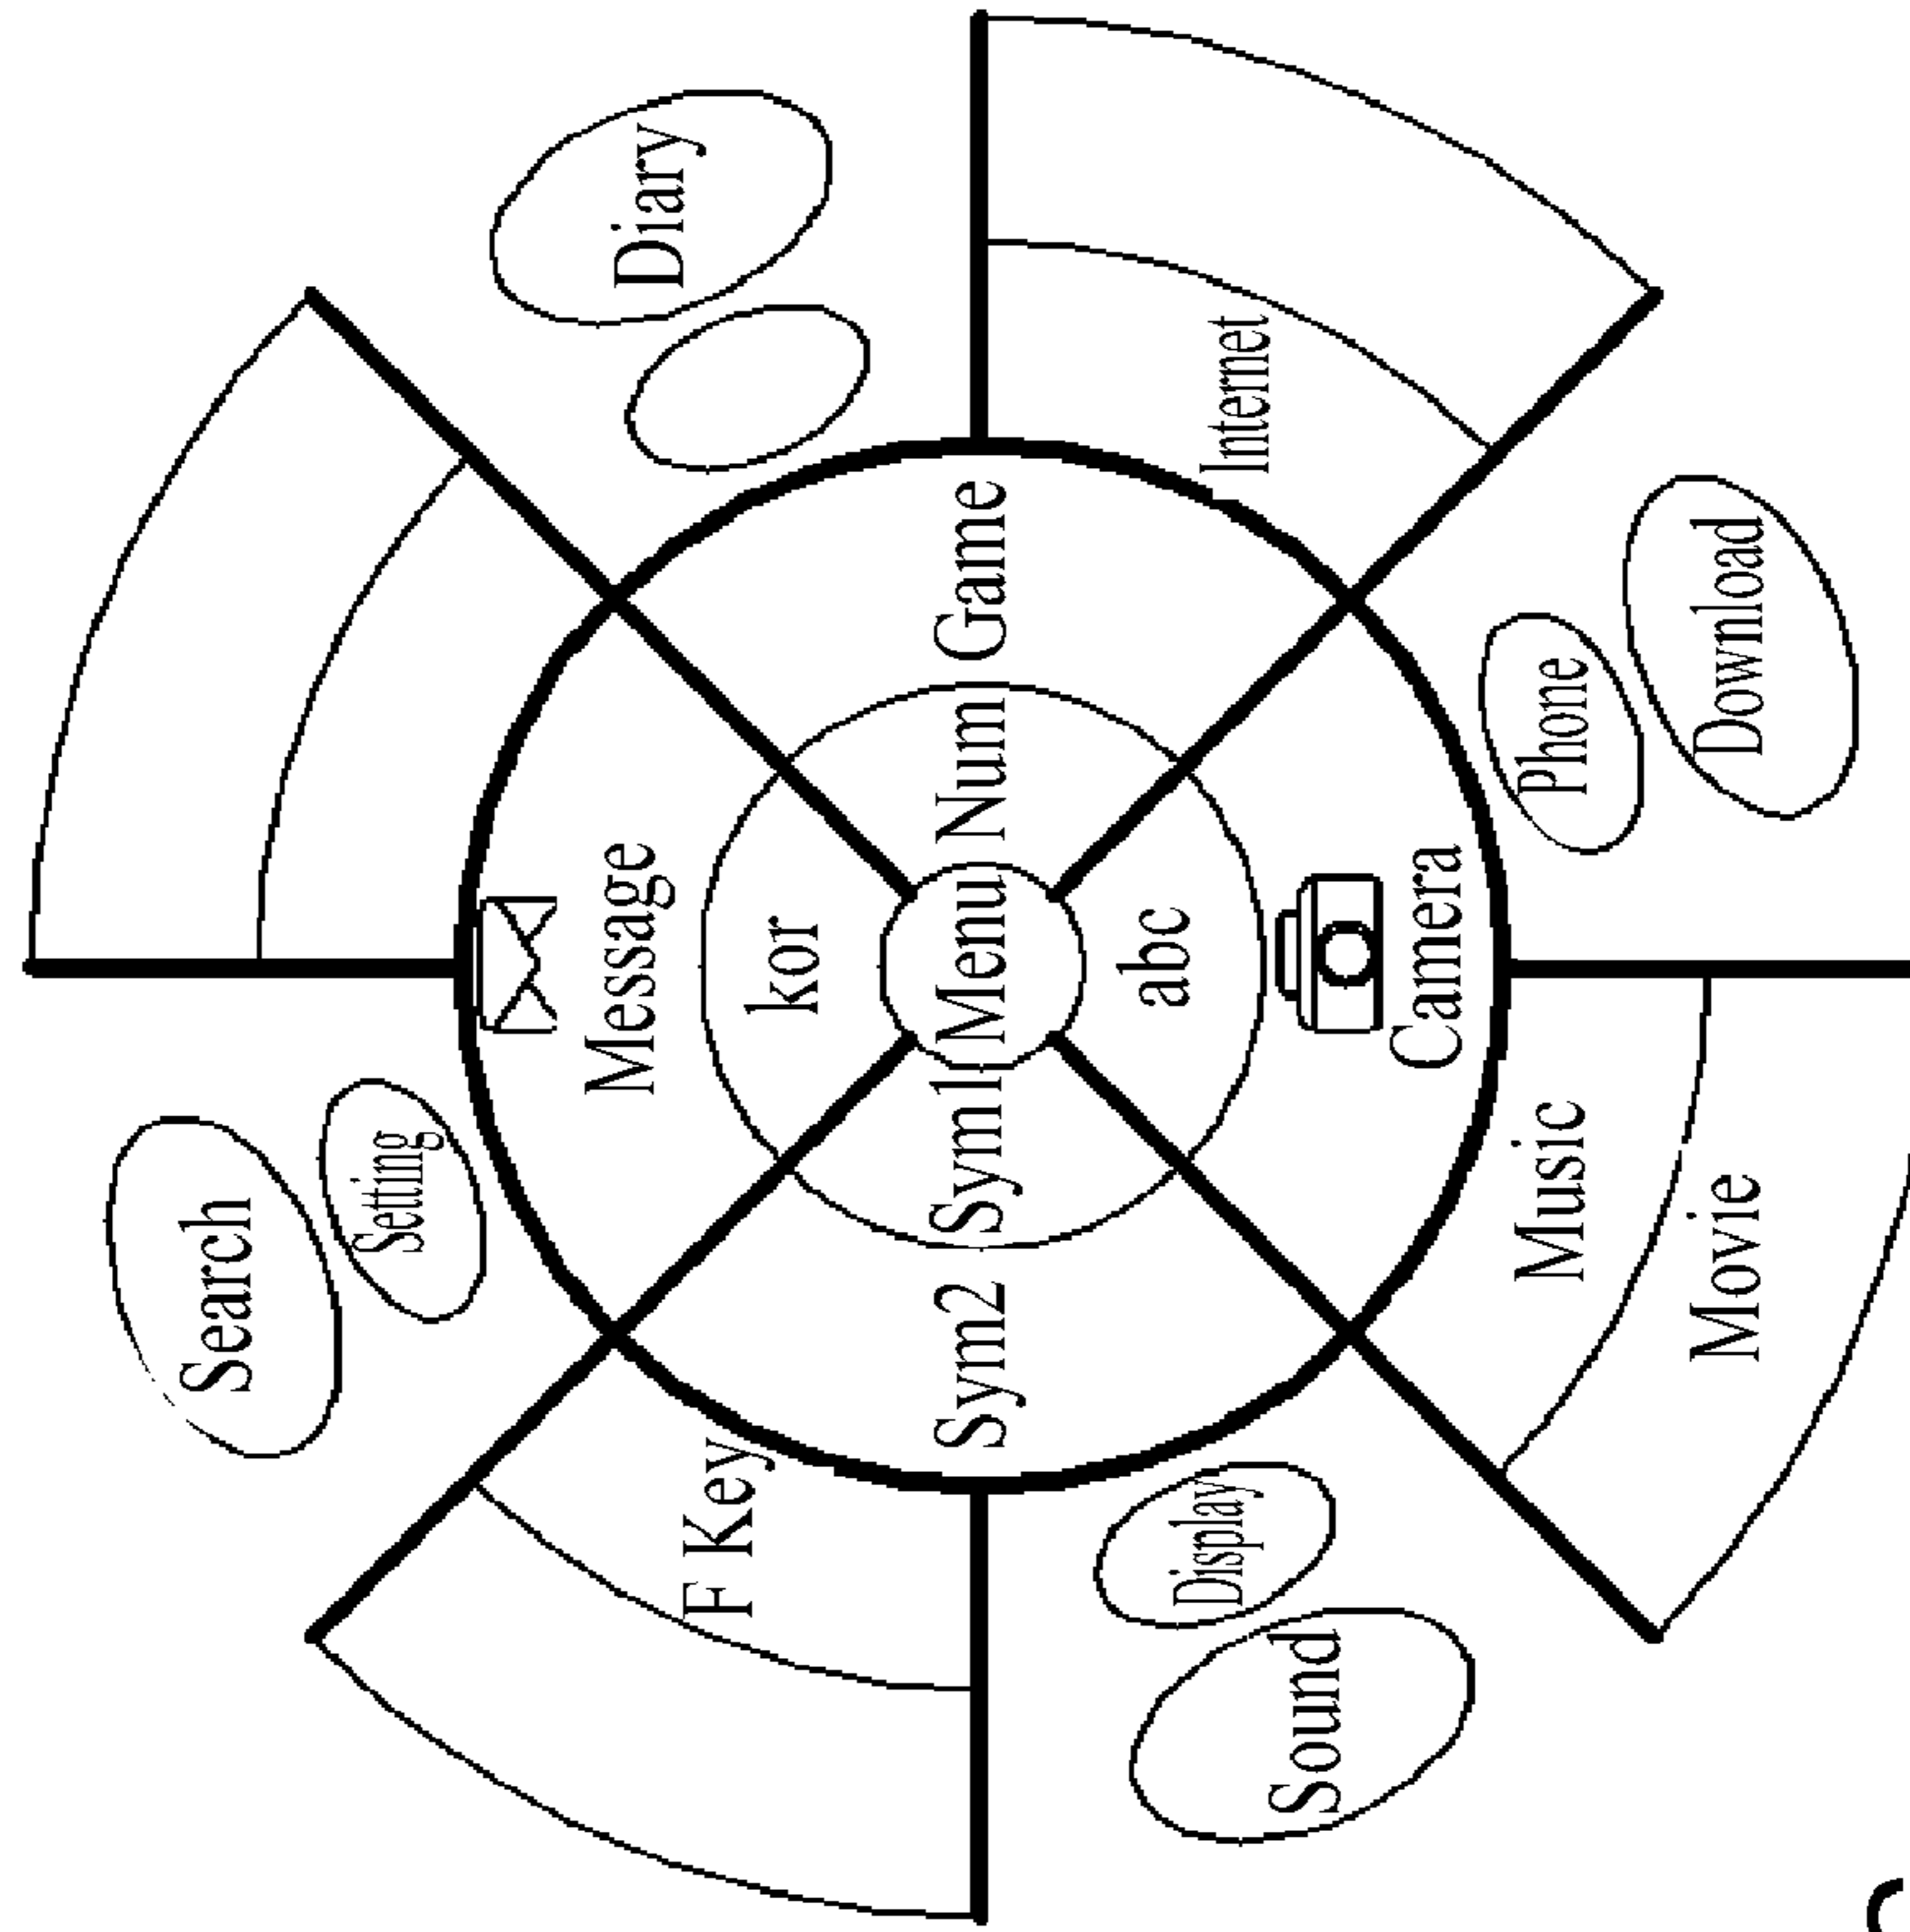 Search
Setting
Message
Diary
F Key
kor
Sym2 Sym1 Menu Num Game
abc
Display
Internet
Sound
Camera
Music
Phone
Movie
Download